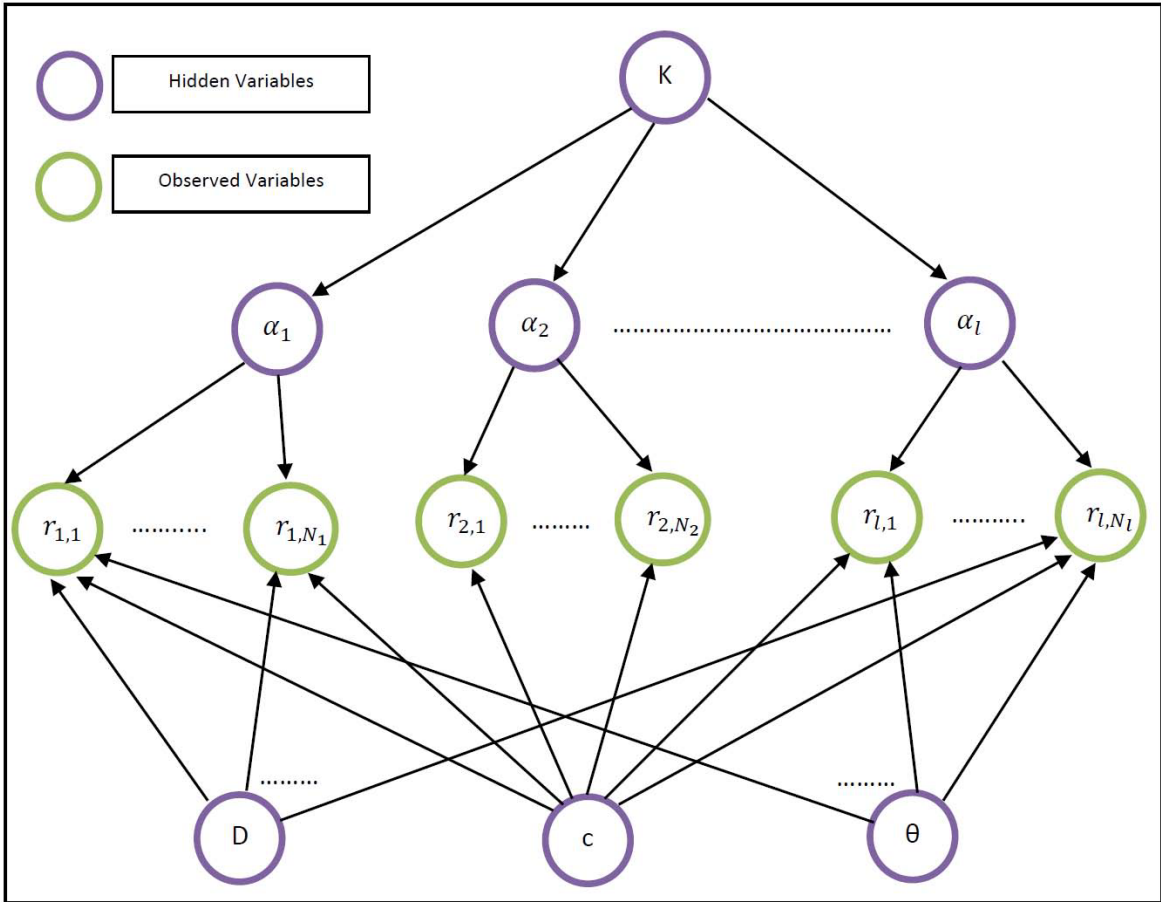 Hidden Variables
K
Observed Variables
α₁
α₂
..........................................
αₗ
r₁,₁
...........
r₁,N₁
r₂,₁
.........
r₂,N₂
rₗ,₁
...........
rₗ,Nₗ
.........
.........
D
c
θ